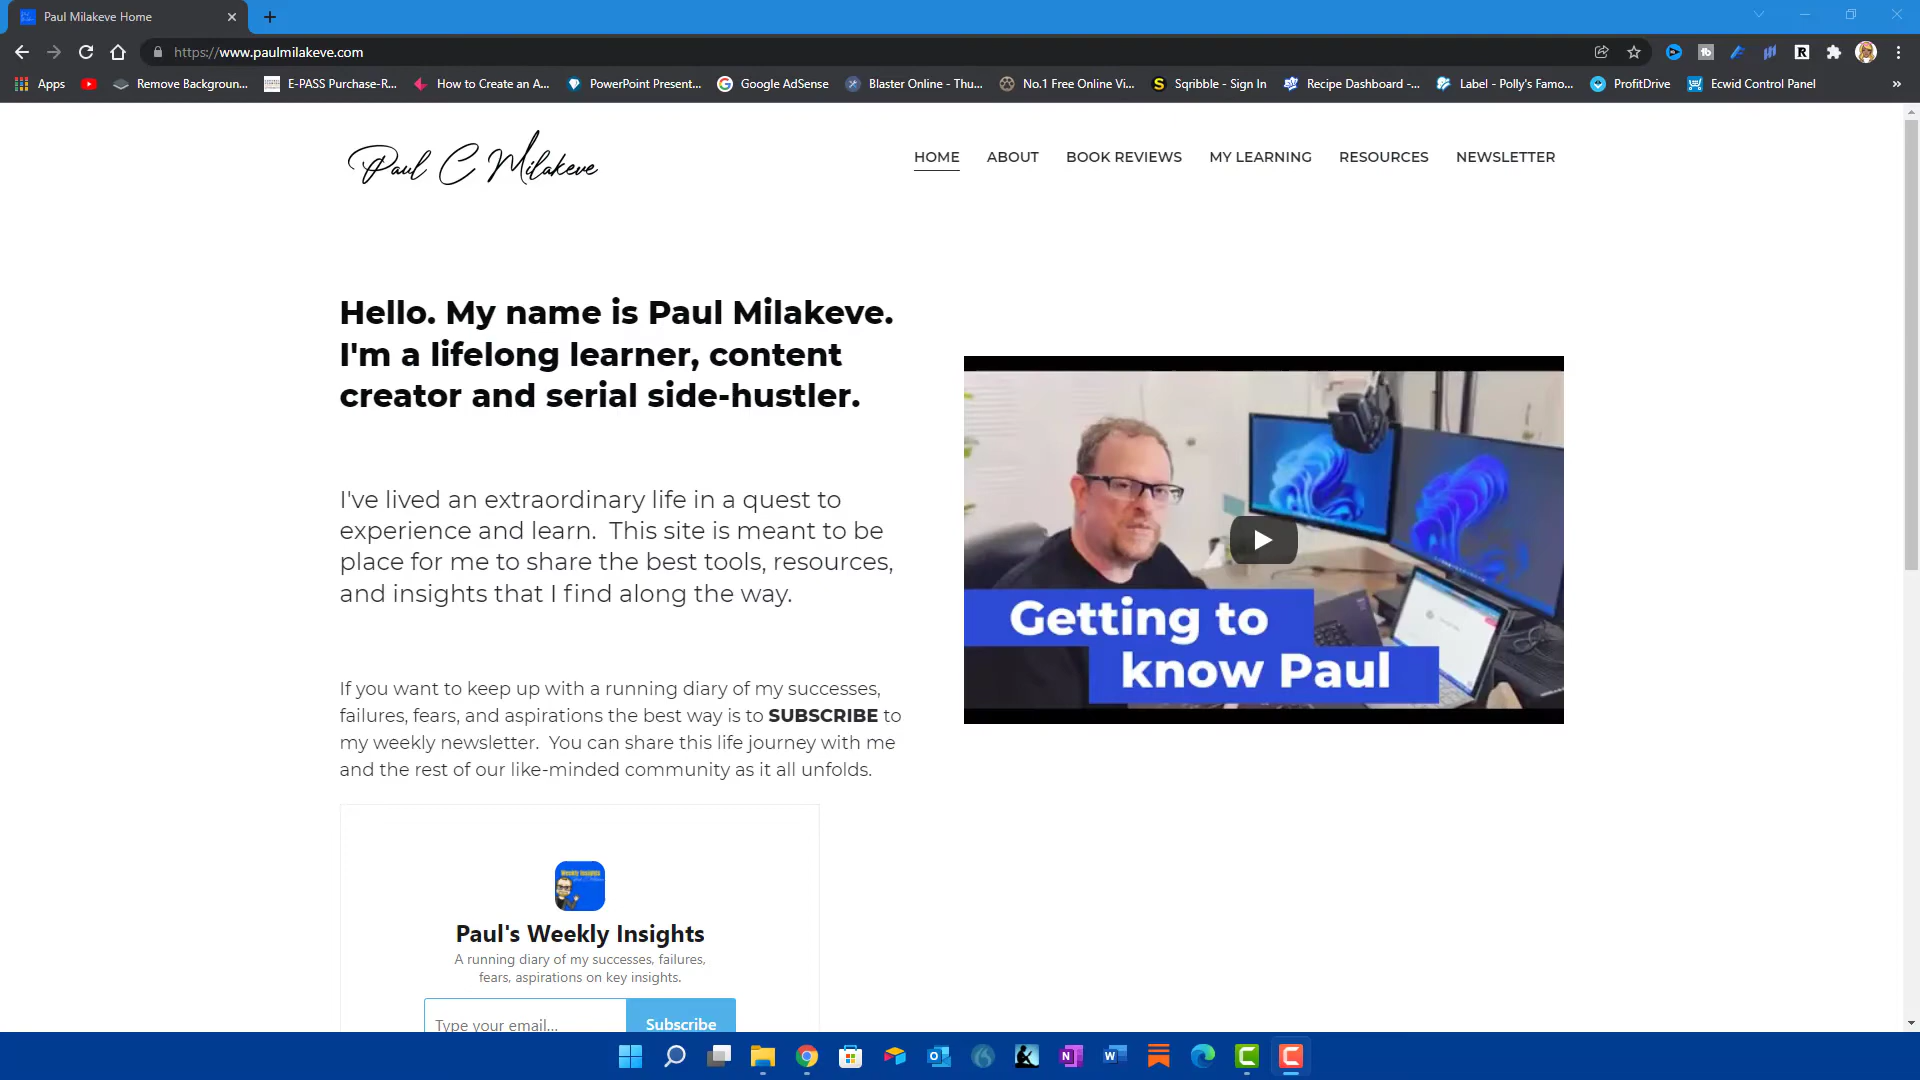 Paul Milakeve Home
https://www.paulmilakeve.com
Apps
Remove Backgroun...
E-PASS Purchase-R...
How to Create an A...
PowerPoint Present...
Google AdSense
Blaster Online - Thu...
No.1 Free Online Vi...
Sqribble - Sign In
Recipe Dashboard -...
Label - Polly's Famo...
ProfitDrive
Ecwid Control Panel
»
Paul C Milakeve
HOME
ABOUT
BOOK REVIEWS
MY LEARNING
RESOURCES
NEWSLETTER
Hello. My name is Paul Milakeve.
I'm a lifelong learner, content
creator and serial side-hustler.
I've lived an extraordinary life in a quest to
experience and learn. This site is meant to be
place for me to share the best tools, resources,
and insights that I find along the way.
Getting to
know Paul
If you want to keep up with a running diary of my successes,
failures, fears, and aspirations the best way is to SUBSCRIBE to
my weekly newsletter. You can share this life journey with me
and the rest of our like-minded community as it all unfolds.
Weekly Insights
Paul's Weekly Insights
A running diary of my successes, failures,
fears, aspirations on key insights.
Type your email...
Subscribe